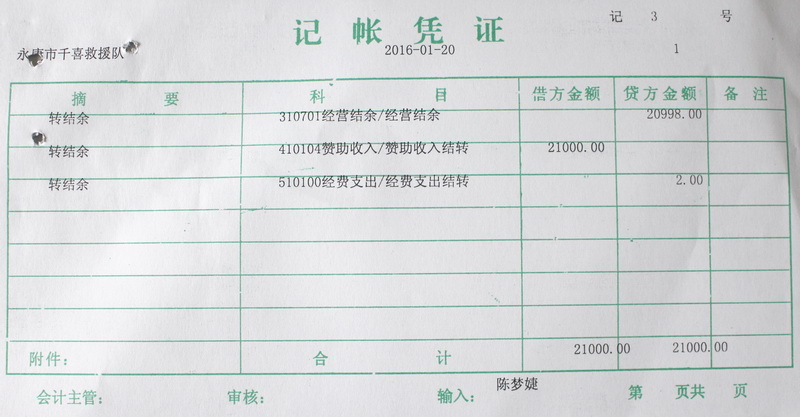 记 3 号
记 帐 凭 证
永康市千喜救援队 2016-01-20 1
摘 要 科 目 借方金额 贷方金额 备 注
转结余 310701经营结余/经营结余 20998.00
转结余 410104赞助收入/赞助收入结转 21000.00
转结余 510100经费支出/经费支出结转 2.00
附件： 合 计 21000.00 21000.00
会计主管： 审核： 输入： 陈梦婕 第 页共 页